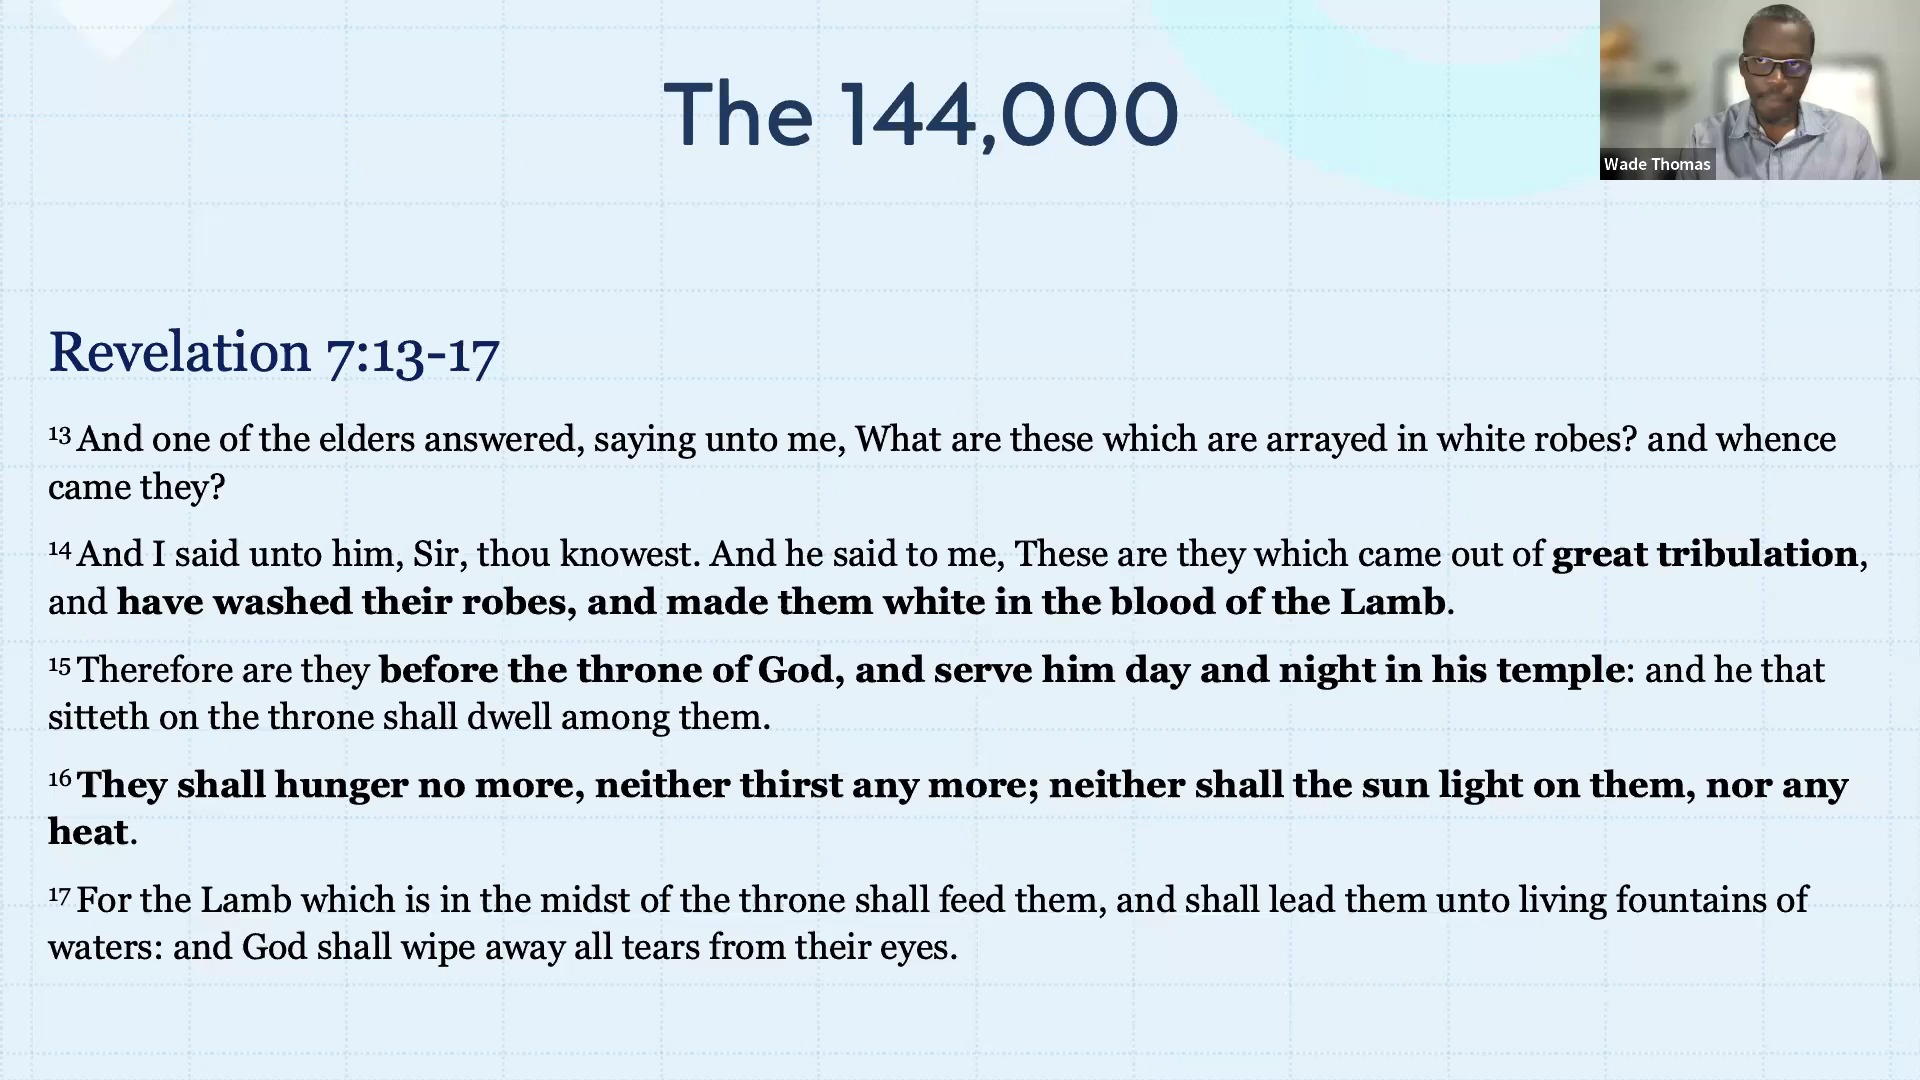 The 144,000
Wade Thomas
Revelation 7:13-17
13 And one of the elders answered, saying unto me, What are these which are arrayed in white robes? and whence
came they?
14 And I said unto him, Sir, thou knowest. And he said to me, These are they which came out of great tribulation,
and have washed their robes, and made them white in the blood of the Lamb.
15 Therefore are they before the throne of God, and serve him day and night in his temple: and he that
sitteth on the throne shall dwell among them.
16 They shall hunger no more, neither thirst any more; neither shall the sun light on them, nor any
heat.
17 For the Lamb which is in the midst of the throne shall feed them, and shall lead them unto living fountains of
waters: and God shall wipe away all tears from their eyes.